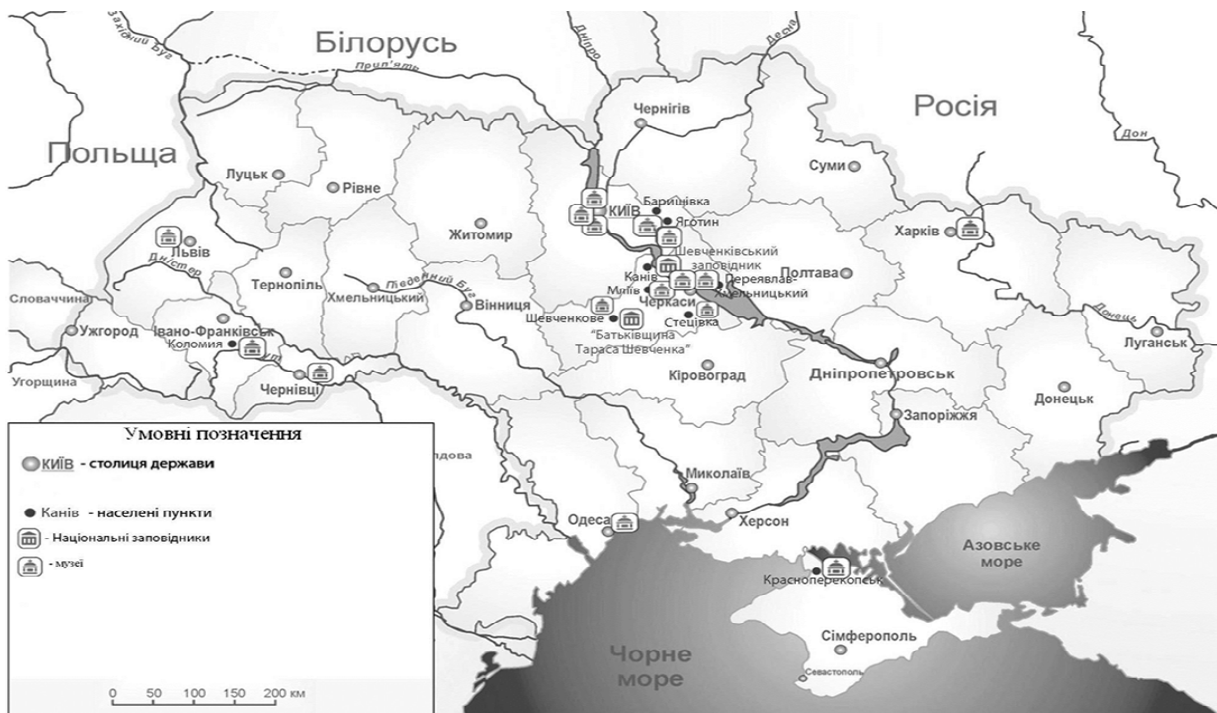 Західний Буг
Білорусь
Прип'ять
Дніпро
Десна
Росія
Дон
Польща
Чернігів
Суми
Луцьк
Рівне
КИЇВ
Баришівка
Яготин
Житомир
Харків
Львів
Шевченківський
заповідник
Дністер
Полтава
Канів
Переяслав-
Хмельницький
Тернопіль
Південний Буг
Хмельницький
Мліїв
Черкаси
Словаччина
Вінниця
Шевченкове
Стецівка
Донець
Ужгород
Івано-Франківськ
Коломия
"Батьківщина
Тараса Шевченка"
Луганськ
Угорщина
Чернівці
Кіровоград
Дніпропетровськ
Донецьк
Запоріжжя
Умовні позначення
КИЇВ - столиця держави
Канів - населені пункти
- Національні заповідники
- музеї
0 50 100 150 200 км
лдова
Миколаїв
Одеса
Херсон
Азовське
море
Красноперекопськ
Сімферополь
Севастополь
Чорне
море